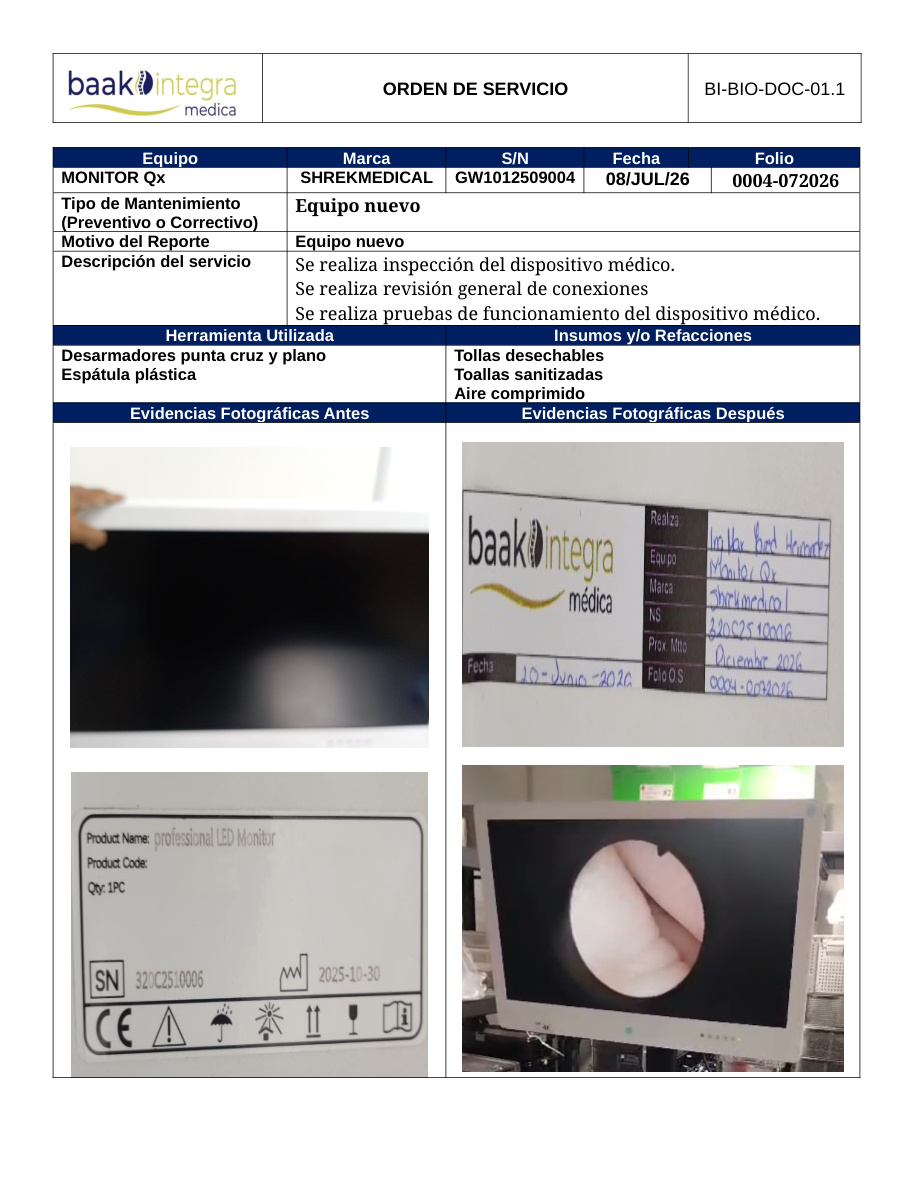 baak integra
medica
ORDEN DE SERVICIO
BI-BIO-DOC-01.1
Equipo Marca S/N Fecha Folio
MONITOR Qx SHREKMEDICAL GW1012509004 08/JUL/26 0004-072026
Tipo de Mantenimiento
(Preventivo o Correctivo)
Equipo nuevo
Motivo del Reporte Equipo nuevo
Descripción del servicio
Se realiza inspección del dispositivo médico.
Se realiza revisión general de conexiones
Se realiza pruebas de funcionamiento del dispositivo médico.
Herramienta Utilizada Insumos y/o Refacciones
Desarmadores punta cruz y plano
Espátula plástica
Tollas desechables
Toallas sanitizadas
Aire comprimido
Evidencias Fotográficas Antes Evidencias Fotográficas Después
baak integra
médica
Realiza Ing Hernandez
Equipo Monitor Qx
Marca Shrekmedical
NS. 320C2510006
Prox. Mtto Diciembre 2026
Fecha 20-Junio-2026
Folio O.S 0004-0072026
Product Name: professional LED Monitor
Product Code:
Qty: 1PC
SN 320C2510006 2025-10-30
CE